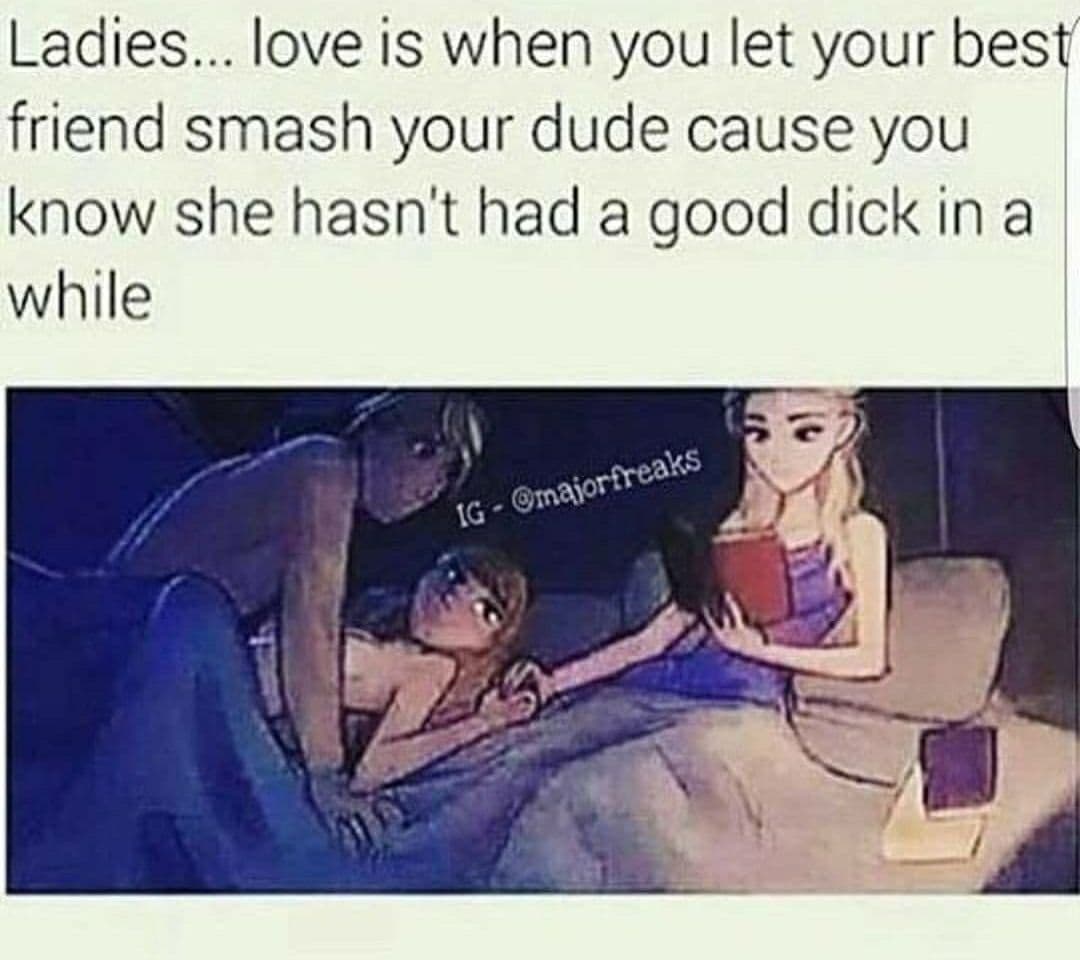 Ladies... love is when you let your best
friend smash your dude cause you
know she hasn't had a good dick in a
while
IG - @majorfreaks